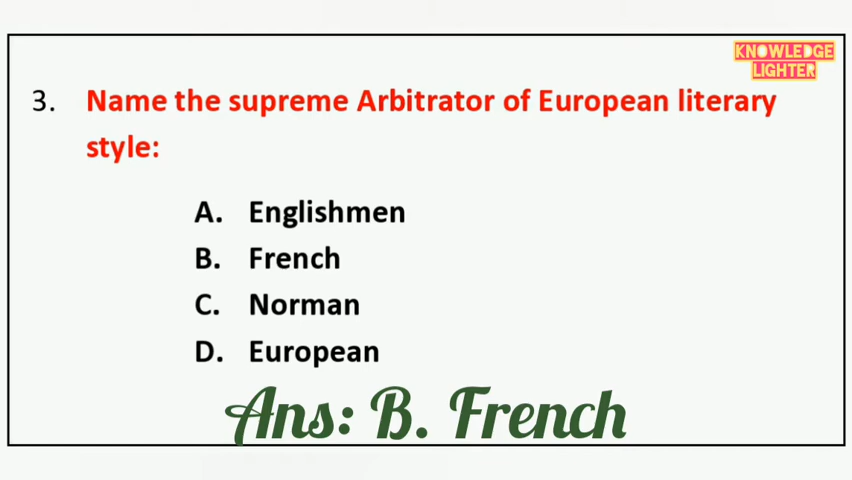 KNOWLEDGE
LIGHTER
3. Name the supreme Arbitrator of European literary
style:
A. Englishmen
B. French
C. Norman
D. European
Ans: B. French